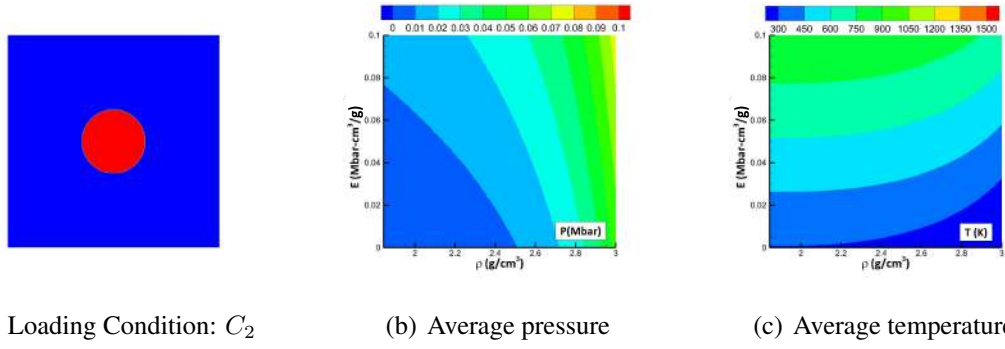 0 0.01 0.02 0.03 0.04 0.05 0.06 0.07 0.08 0.09 0.1
0.1
0.08
0.06
0.04
0.02
0
E (Mbar-cm³/g)
P(Mbar)
2 2.2 2.4 2.6 2.8 3
ρ (g/cm³)
300 450 600 750 900 1050 1200 1350 1500
0.1
0.08
0.06
0.04
0.02
0
E (Mbar-cm³/g)
T (K)
2 2.2 2.4 2.6 2.8 3
ρ (g/cm³)
Loading Condition: C₂ (b) Average pressure (c) Average temperature